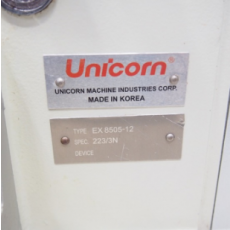 Unicorn
UNICORN MACHINE INDUSTRIES CORP.
MADE IN KOREA
TYPE EX 8505-12
SPEC. 223/3N
DEVICE